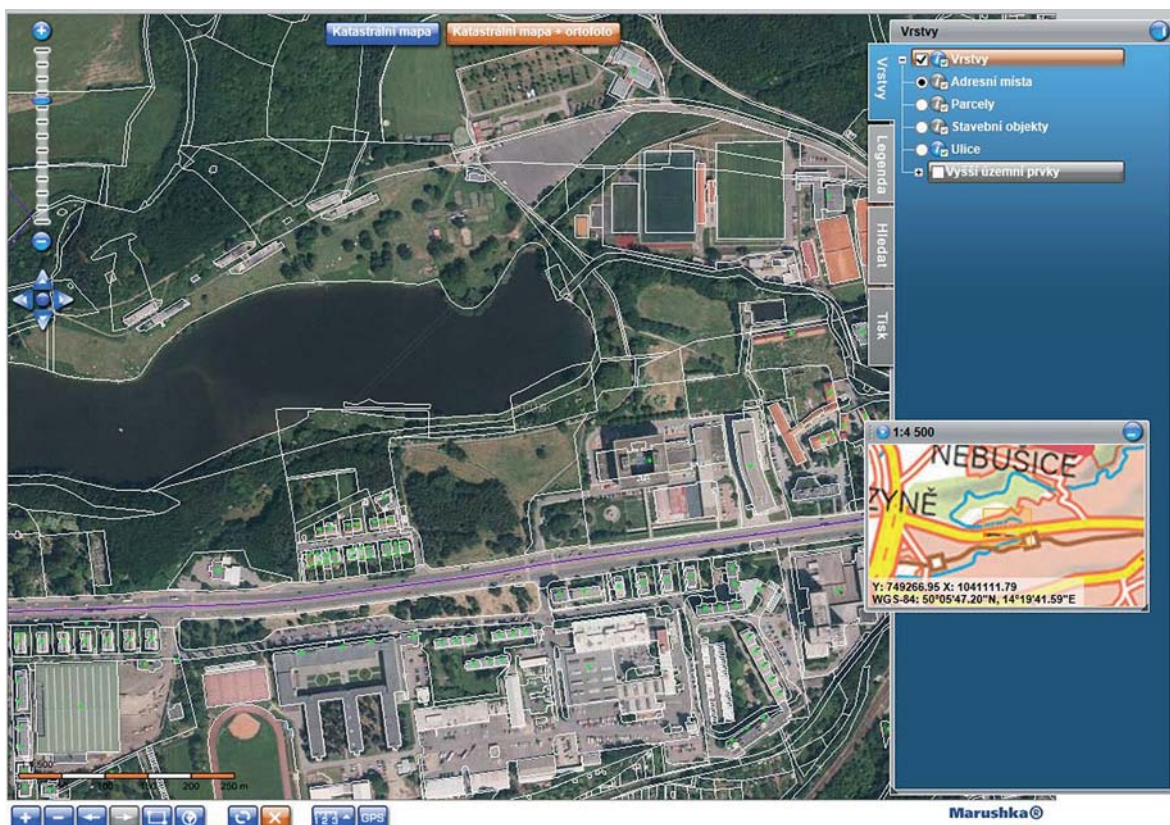 Katastrální mapa
Katastrální mapa + ortofoto
Vrstvy
Vrstvy
Legenda
Hledat
Tisk
Vrstvy
Adresní místa
Parcely
Stavební objekty
Ulice
Vyšší územní prvky
1:4 500
NEBUŠICE
ZYNĚ
Y: 749266.95 X: 1041111.79
WGS-84: 50°05'47.20"N, 14°19'41.59"E
0 100 150 200 250 m
GPS
Marushka®